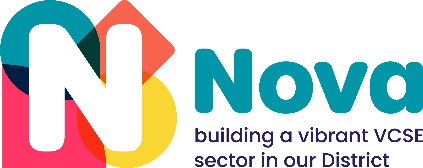 N
Nova
building a vibrant VCSE
sector in our District